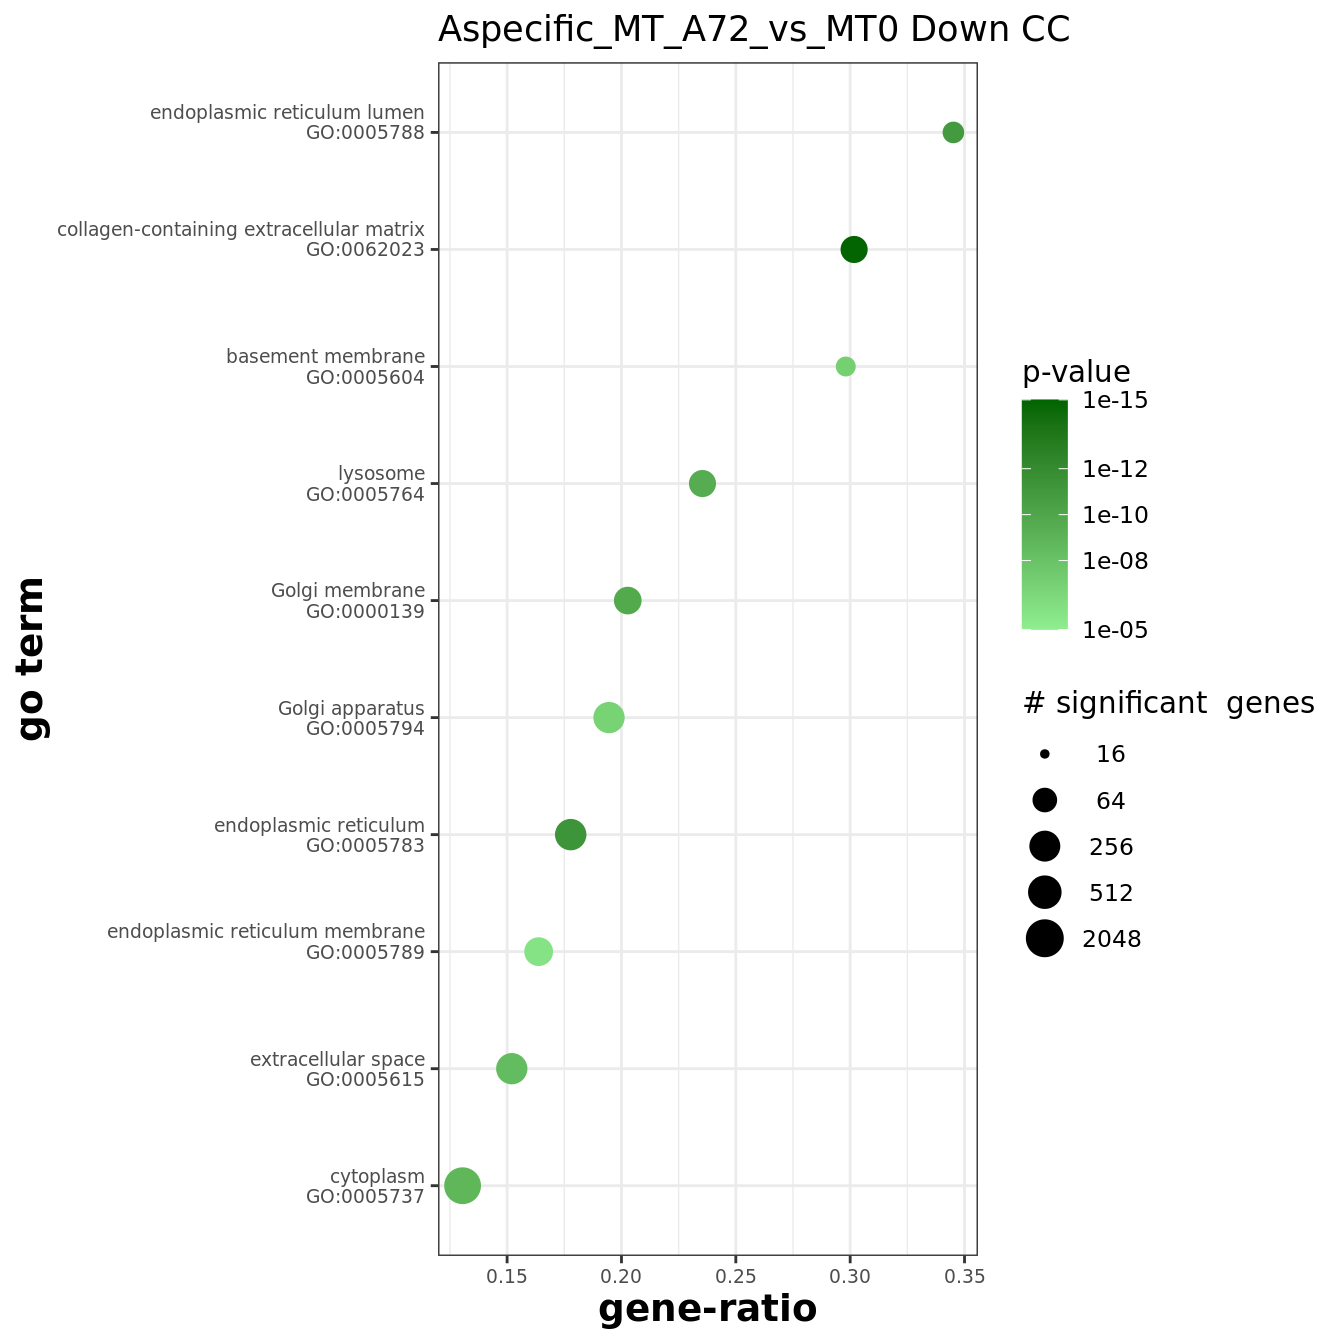 Aspecific_MT_A72_vs_MT0 Down CC
endoplasmic reticulum lumen
GO:0005788
collagen-containing extracellular matrix
GO:0062023
basement membrane
GO:0005604
lysosome
GO:0005764
Golgi membrane
GO:0000139
Golgi apparatus
GO:0005794
endoplasmic reticulum
GO:0005783
endoplasmic reticulum membrane
GO:0005789
extracellular space
GO:0005615
cytoplasm
GO:0005737
go term
0.15 0.20 0.25 0.30 0.35
gene-ratio
p-value
1e-15
1e-12
1e-10
1e-08
1e-05
# significant  genes
16
64
256
512
2048